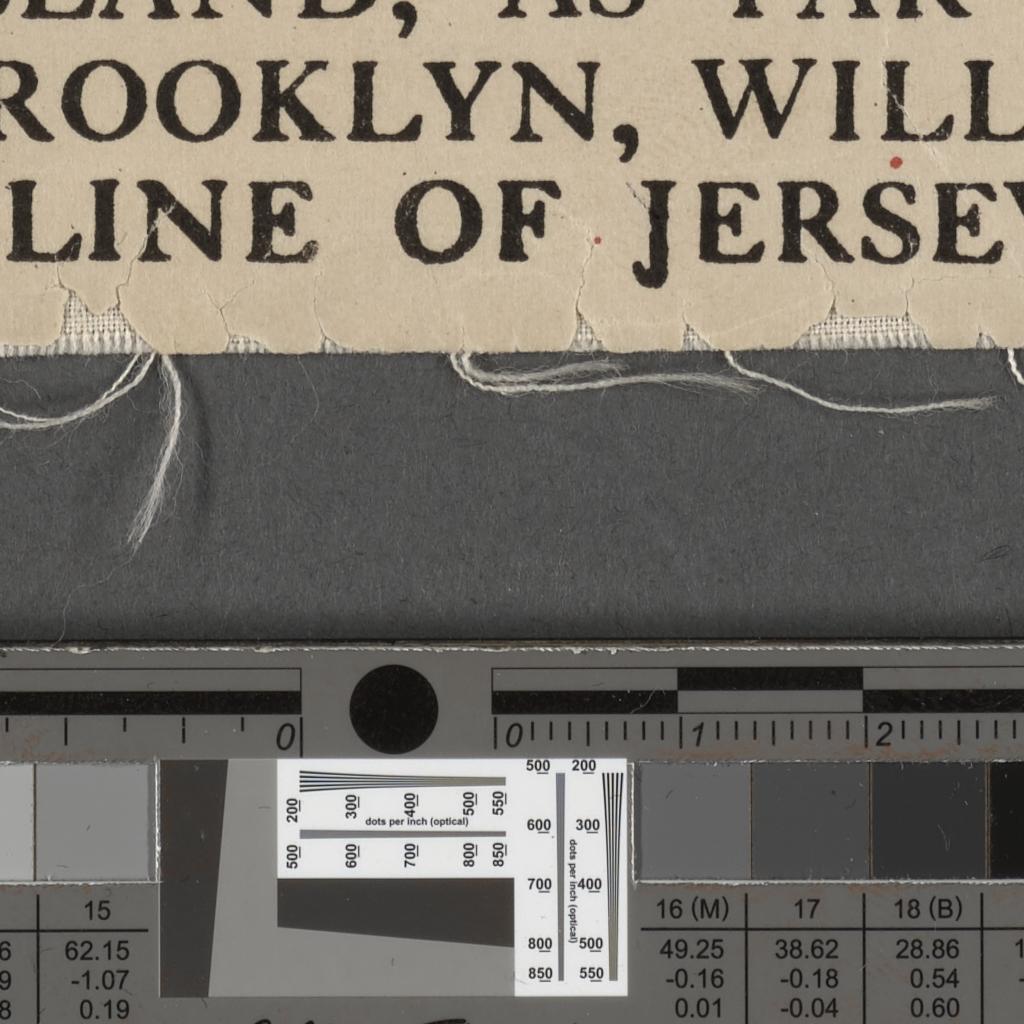 AS FAR
ROOKLYN, WILL
LINE OF JERSEY
0
0 1 2
200 300 400 500 550
dots per inch (optical)
500 600 700 800 850
500 600 700 800 850
dots per inch (optical)
200 300 400 500 550
15 16 (M) 17 18 (B)
62.15 49.25 38.62 28.86
-1.07 -0.16 -0.18 0.54
0.19 0.01 -0.04 0.60